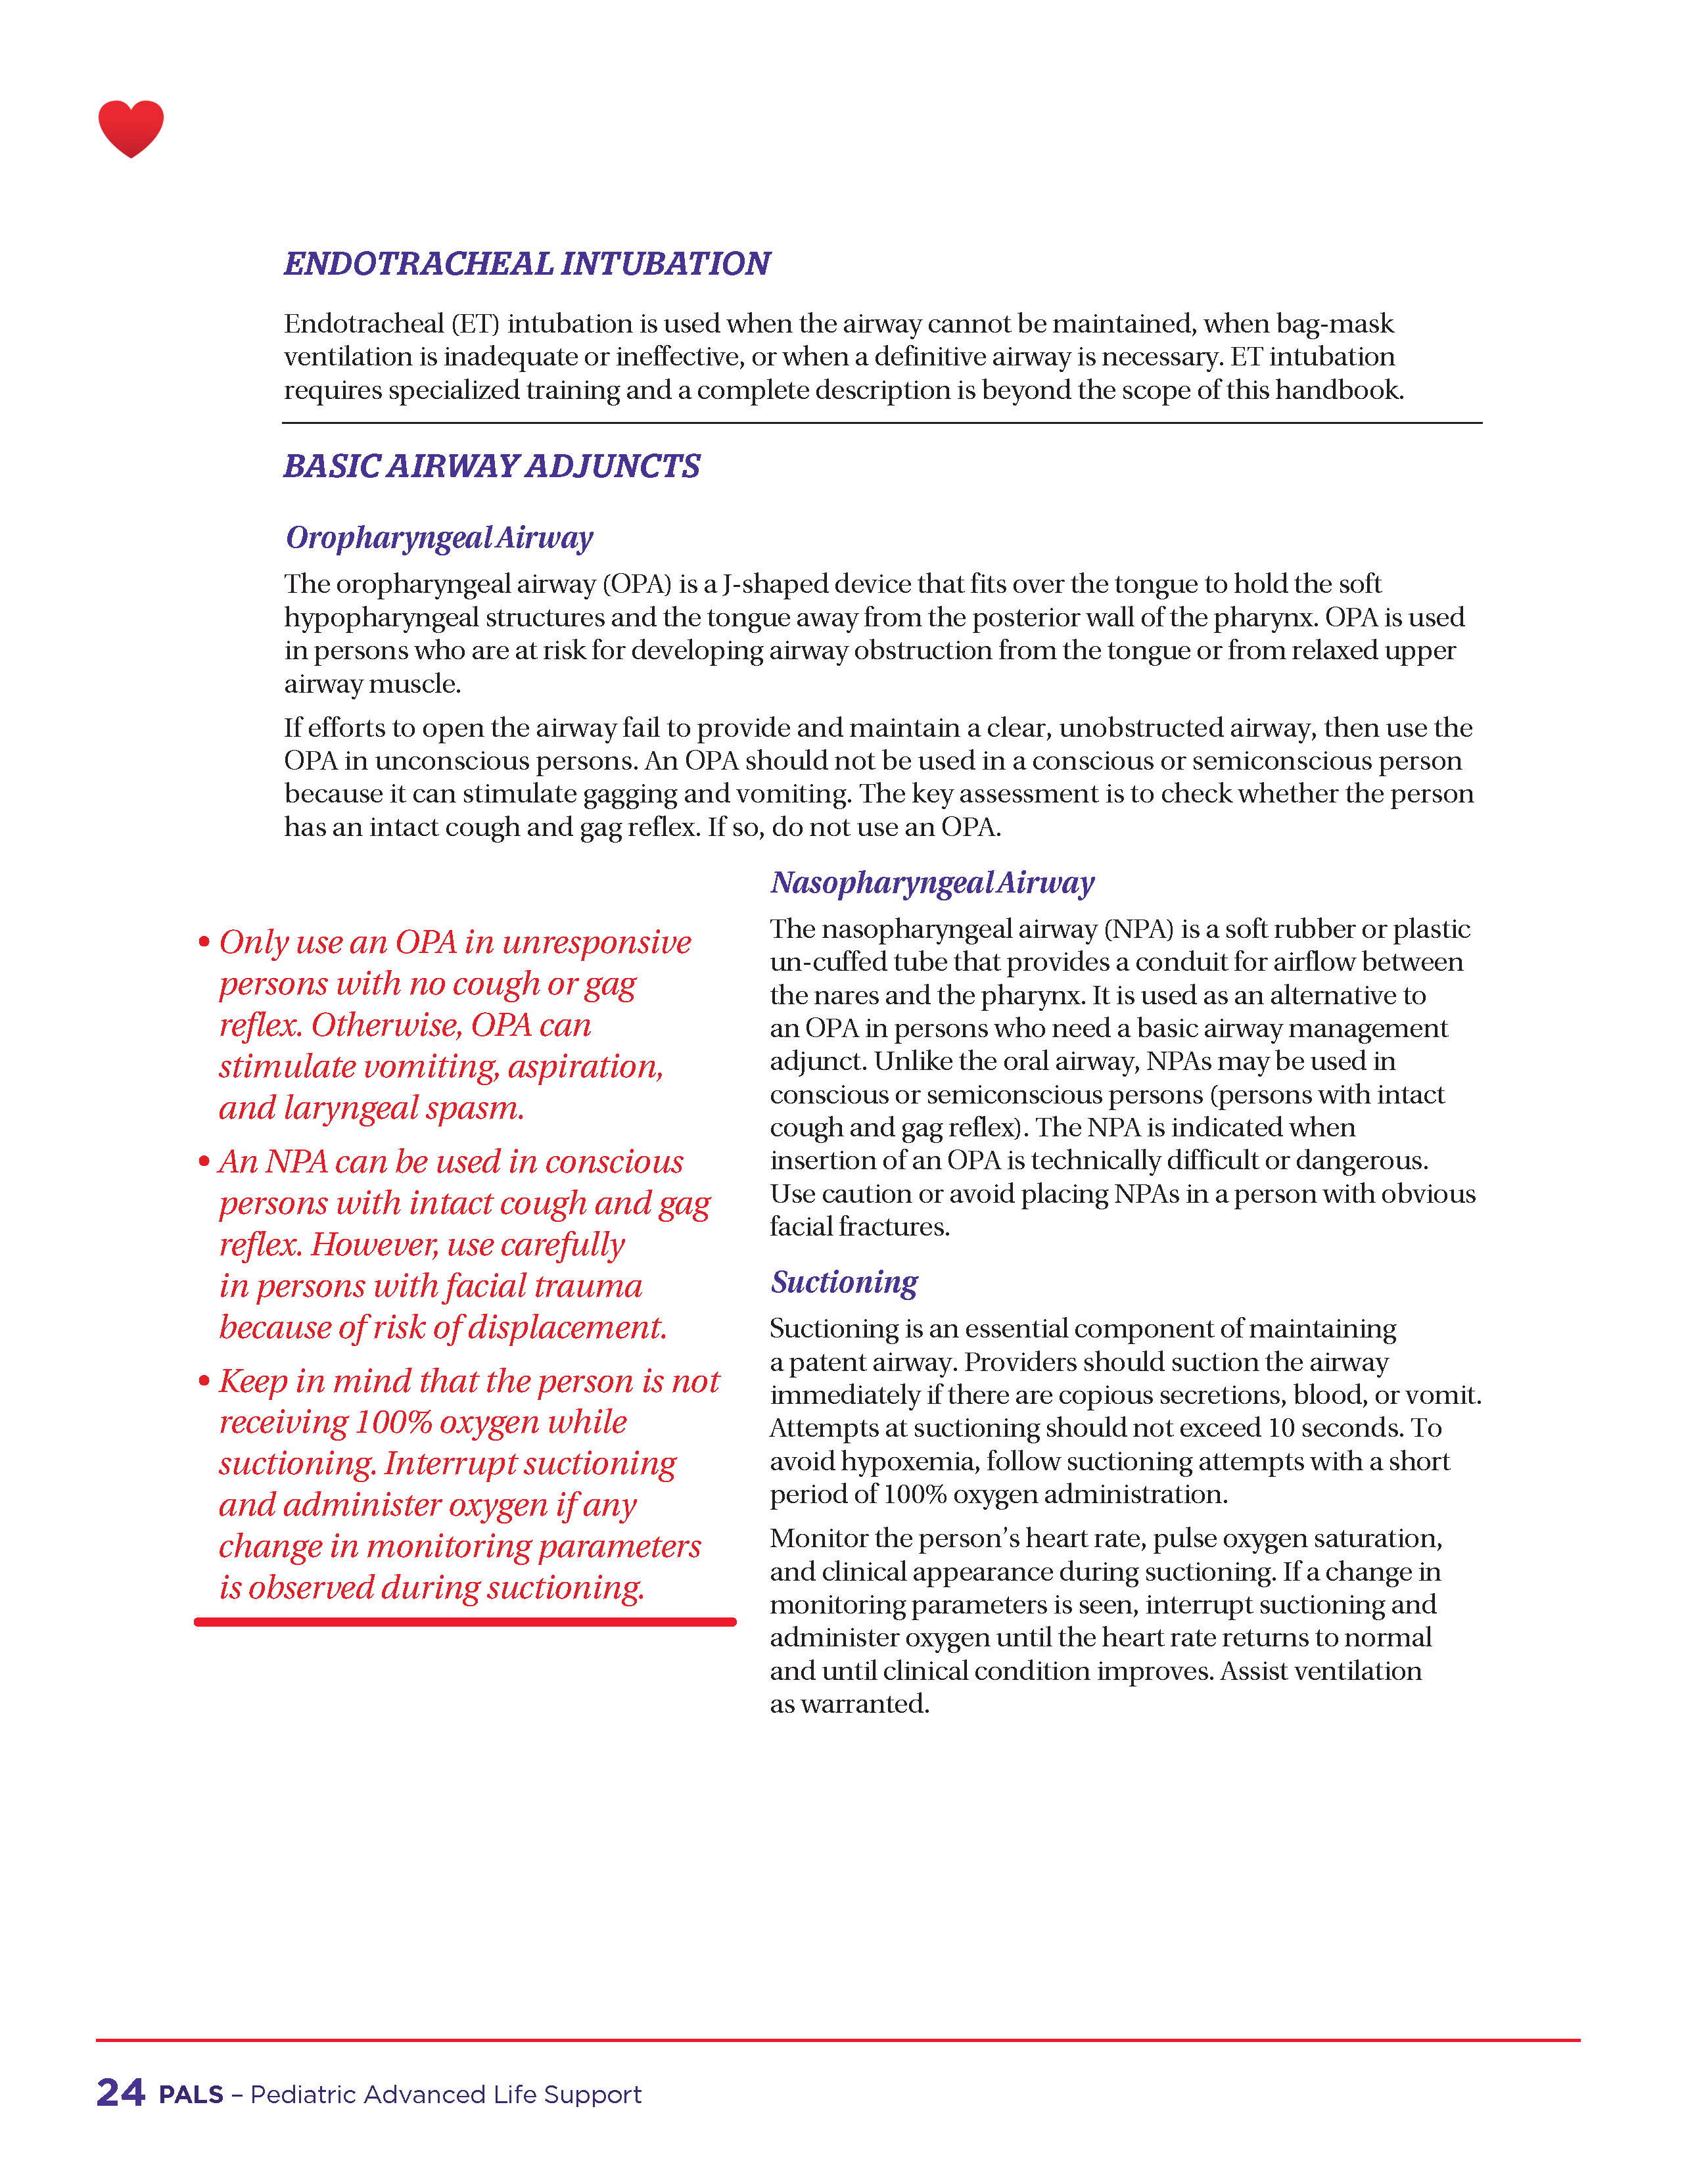 ENDOTRACHEAL INTUBATION
Endotracheal (ET) intubation is used when the airway cannot be maintained, when bag-mask
ventilation is inadequate or ineffective, or when a definitive airway is necessary. ET intubation
requires specialized training and a complete description is beyond the scope of this handbook.
BASIC AIRWAY ADJUNCTS
Oropharyngeal Airway
The oropharyngeal airway (OPA) is a J-shaped device that fits over the tongue to hold the soft
hypopharyngeal structures and the tongue away from the posterior wall of the pharynx. OPA is used
in persons who are at risk for developing airway obstruction from the tongue or from relaxed upper
airway muscle.
If efforts to open the airway fail to provide and maintain a clear, unobstructed airway, then use the
OPA in unconscious persons. An OPA should not be used in a conscious or semiconscious person
because it can stimulate gagging and vomiting. The key assessment is to check whether the person
has an intact cough and gag reflex. If so, do not use an OPA.
• Only use an OPA in unresponsive
persons with no cough or gag
reflex. Otherwise, OPA can
stimulate vomiting, aspiration,
and laryngeal spasm.
• An NPA can be used in conscious
persons with intact cough and gag
reflex. However, use carefully
in persons with facial trauma
because of risk of displacement.
• Keep in mind that the person is not
receiving 100% oxygen while
suctioning. Interrupt suctioning
and administer oxygen if any
change in monitoring parameters
is observed during suctioning.
Nasopharyngeal Airway
The nasopharyngeal airway (NPA) is a soft rubber or plastic
un-cuffed tube that provides a conduit for airflow between
the nares and the pharynx. It is used as an alternative to
an OPA in persons who need a basic airway management
adjunct. Unlike the oral airway, NPAs may be used in
conscious or semiconscious persons (persons with intact
cough and gag reflex). The NPA is indicated when
insertion of an OPA is technically difficult or dangerous.
Use caution or avoid placing NPAs in a person with obvious
facial fractures.
Suctioning
Suctioning is an essential component of maintaining
a patent airway. Providers should suction the airway
immediately if there are copious secretions, blood, or vomit.
Attempts at suctioning should not exceed 10 seconds. To
avoid hypoxemia, follow suctioning attempts with a short
period of 100% oxygen administration.
Monitor the person's heart rate, pulse oxygen saturation,
and clinical appearance during suctioning. If a change in
monitoring parameters is seen, interrupt suctioning and
administer oxygen until the heart rate returns to normal
and until clinical condition improves. Assist ventilation
as warranted.
24 PALS – Pediatric Advanced Life Support